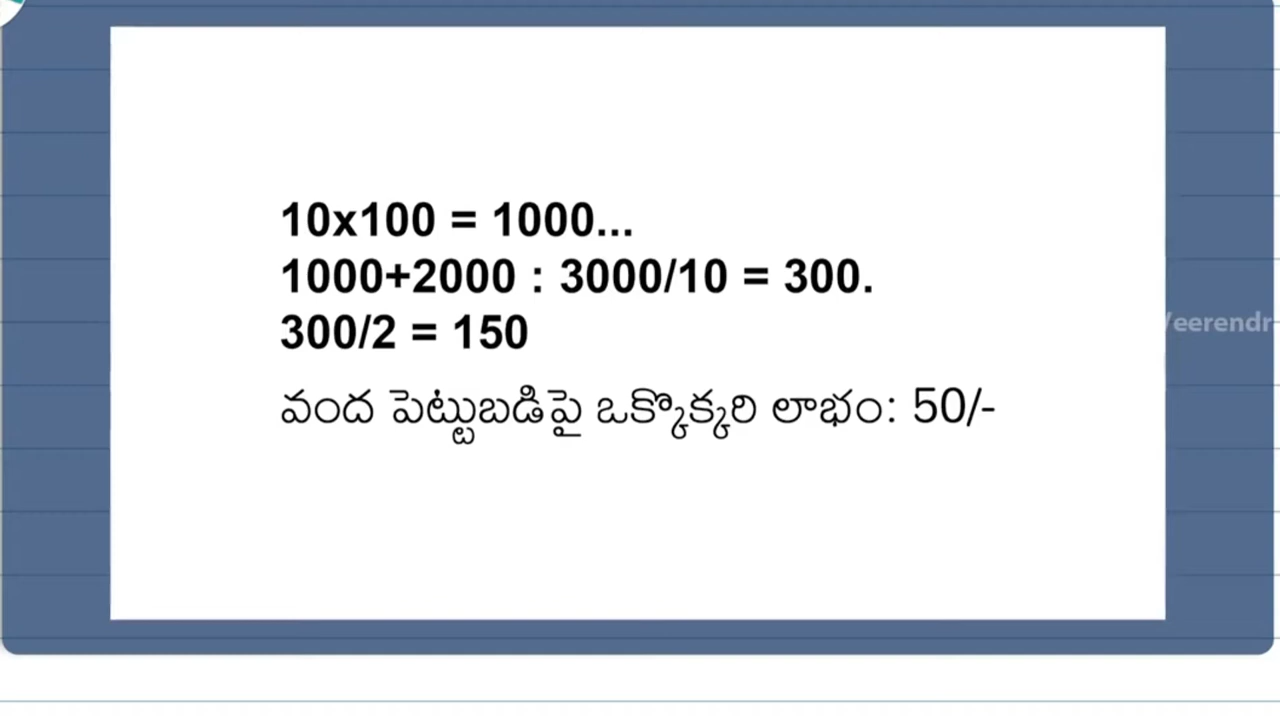 10x100 = 1000...
1000+2000 : 3000/10 = 300.
300/2 = 150
వంద పెట్టుబడిపై ఒక్కొక్కరి లాభం: 50/-